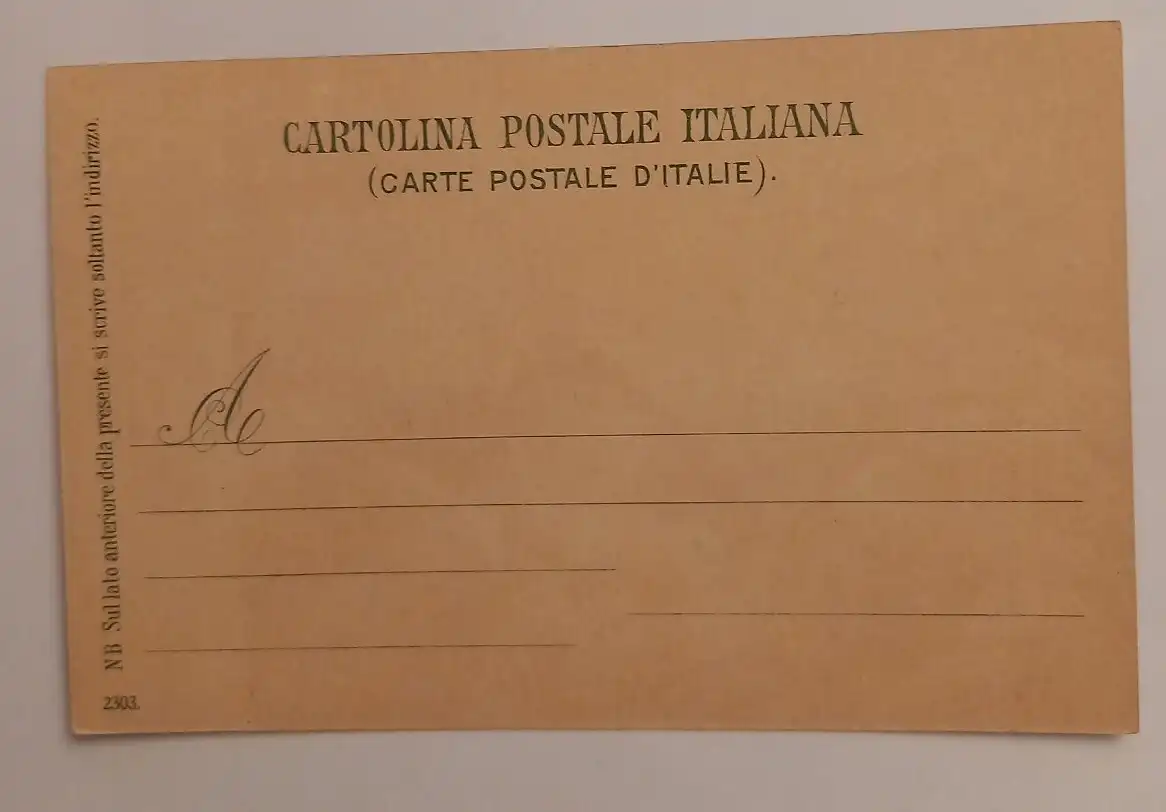 CARTOLINA POSTALE ITALIANA
(CARTE POSTALE D'ITALIE).
A
NB Sul lato anteriore della presente si scrive soltanto l'indirizzo.
2303.